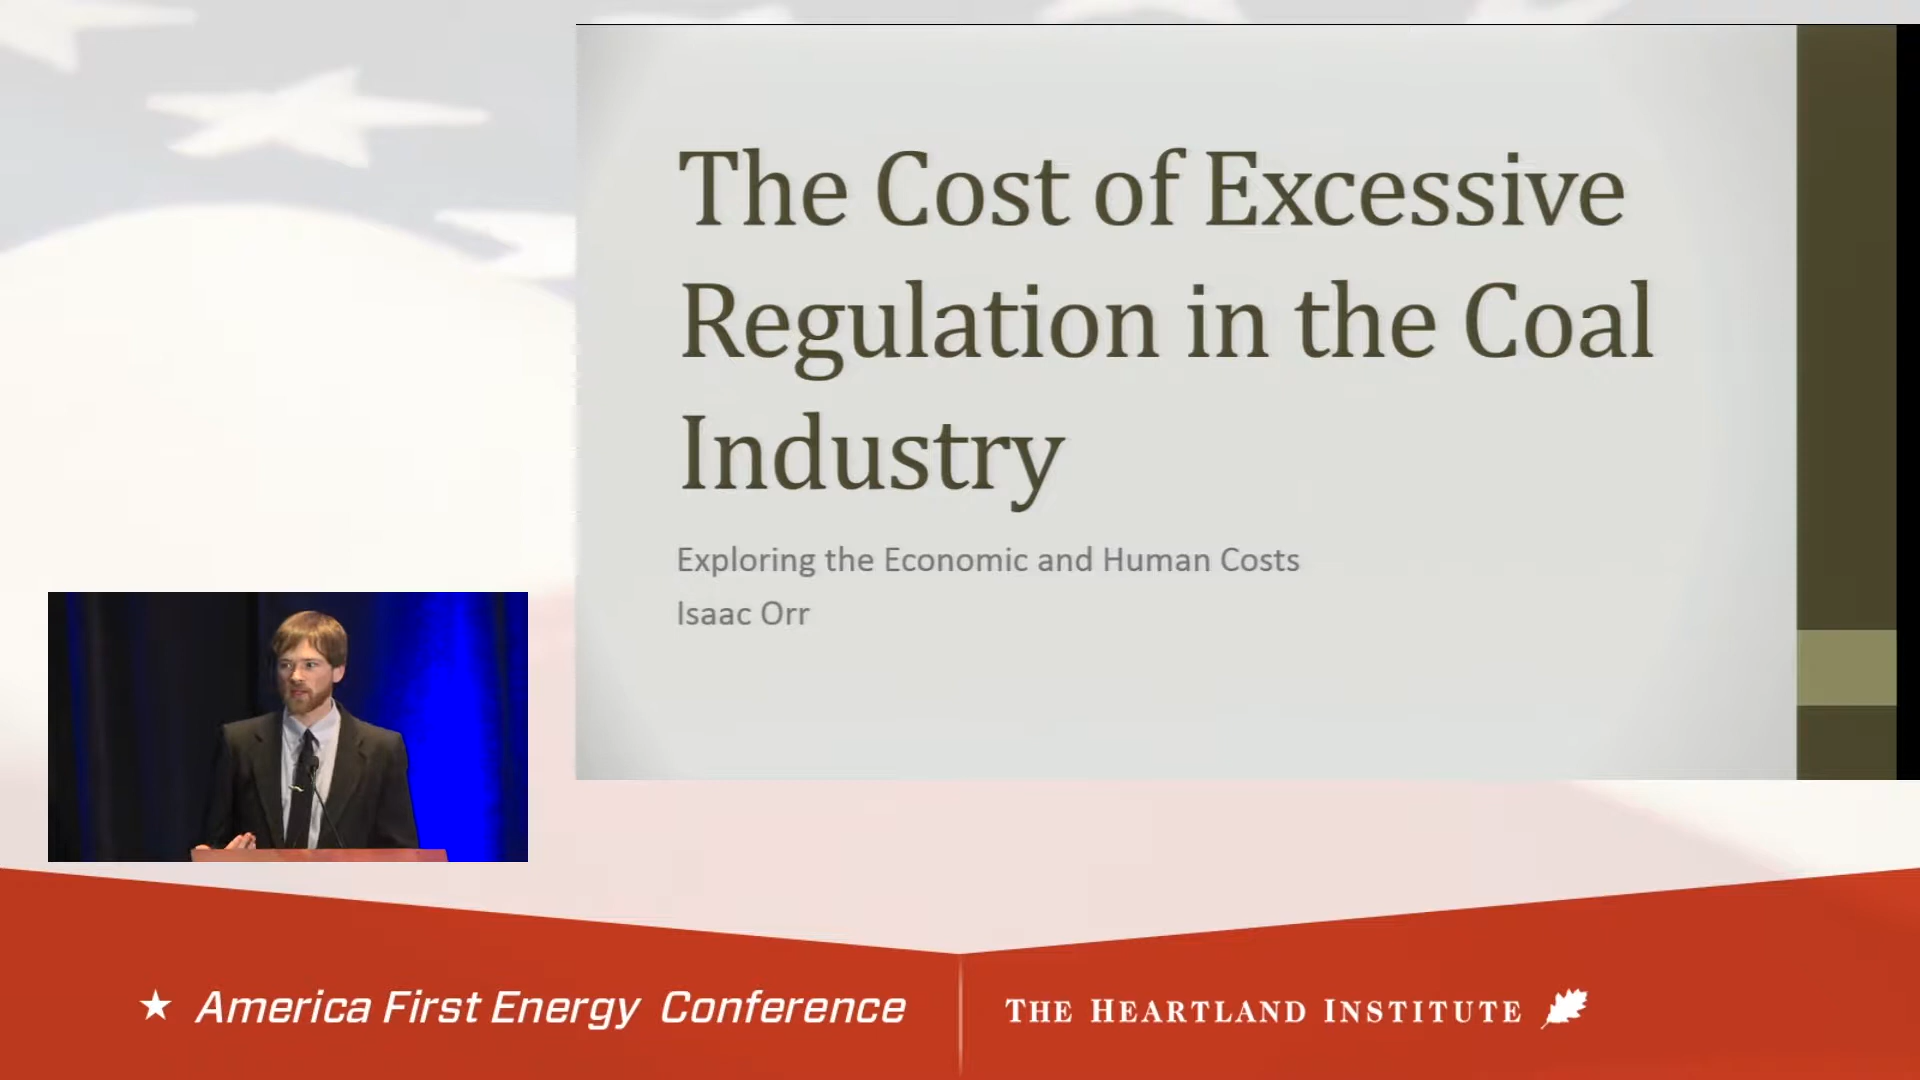 The Cost of Excessive
Regulation in the Coal
Industry
Exploring the Economic and Human Costs
Isaac Orr
America First Energy Conference
THE HEARTLAND INSTITUTE